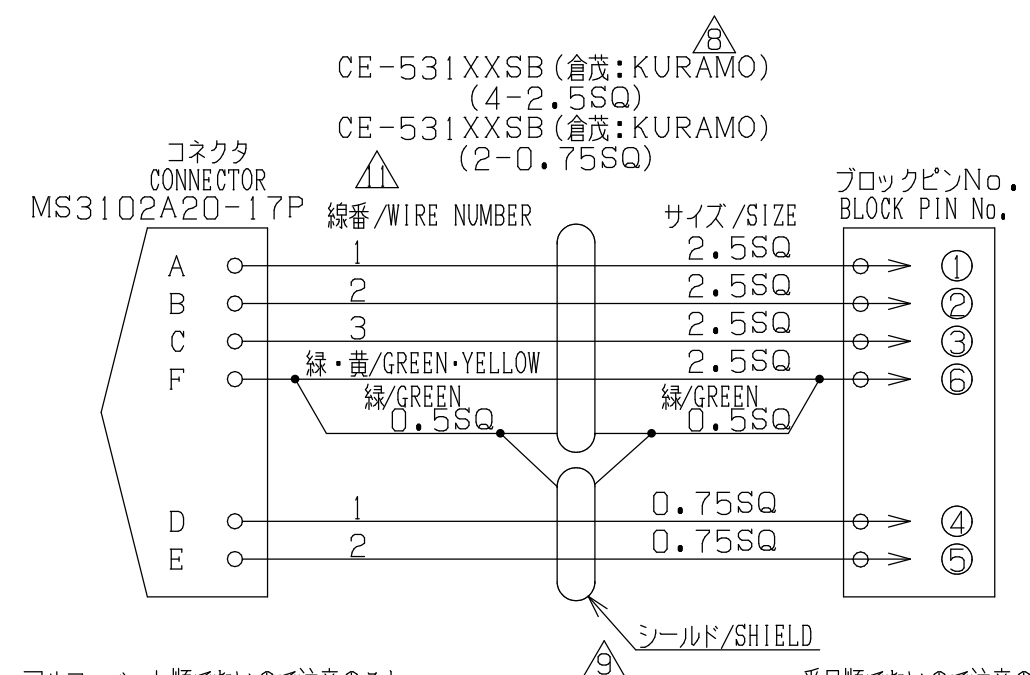 8
CE-531XXSB(倉茂:KURAMO)
(4-2.5SQ)
CE-531XXSB(倉茂:KURAMO)
(2-0.75SQ)
11
コネクタ
CONNECTOR
MS3102A20-17P
線番/WIRE NUMBER
サイズ/SIZE
ブロックピンNo.
BLOCK PIN No.
A 1 2.5SQ ①
B 2 2.5SQ ②
C 3 2.5SQ ③
F 緑・黄/GREEN·YELLOW 2.5SQ ⑥
緑/GREEN 緑/GREEN
0.5SQ 0.5SQ
D 1 0.75SQ ④
E 2 0.75SQ ⑤
シールド/SHIELD
9